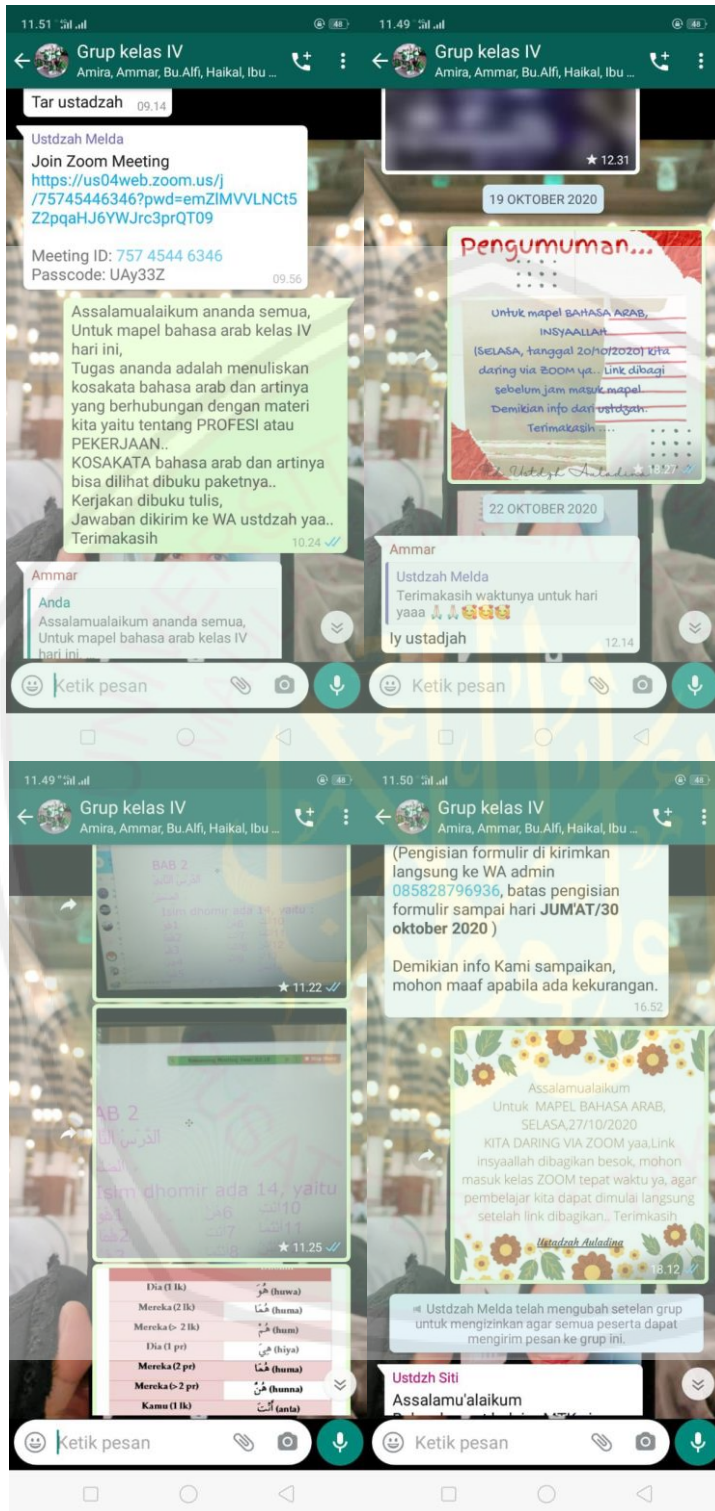 11.51
48
Grup kelas IV
Amira, Ammar, Bu.Alfi, Haikal, Ibu ...
Tar ustadzah 09.14
Ustdzah Melda
Join Zoom Meeting
https://us04web.zoom.us/j
/75745446346?pwd=emZlMVVLNCt5
Z2pqaHJ6YWJrc3prQT09
Meeting ID: 757 4544 6346
Passcode: UAy33Z 09.56
Assalamualaikum ananda semua,
Untuk mapel bahasa arab kelas IV
hari ini,
Tugas ananda adalah menuliskan
kosakata bahasa arab dan artinya
yang berhubungan dengan materi
kita yaitu tentang PROFESI atau
PEKERJAAN..
KOSAKATA bahasa arab dan artinya
bisa dilihat dibuku paketnya..
Kerjakan dibuku tulis,
Jawaban dikirim ke WA ustdzah yaa..
Terimakasih 10.24
Ammar
Anda
Assalamualaikum ananda semua,
Untuk mapel bahasa arab kelas IV
hari ini,
Ketik pesan
11.49
48
Grup kelas IV
Amira, Ammar, Bu.Alfi, Haikal, Ibu ...
12.31
19 OKTOBER 2020
Pengumuman...
Untuk mapel BAHASA ARAB,
INSYAALLAH
(SELASA, tanggal 20/10/2020) kita
daring via ZOOM ya.. Link dibagi
sebelum jam masuk mapel.
Demikian info dari ustdzah.
Terimakasih ....
Ustdzh Auladina
18.27
22 OKTOBER 2020
Ammar
Ustdzah Melda
Terimakasih waktunya untuk hari
yaaa 🙏🙏🥰🥰🥰
Iy ustadjah 12.14
Ketik pesan
11.49
48
Grup kelas IV
Amira, Ammar, Bu.Alfi, Haikal, Ibu ...
BAB 2
Isim dhomir ada 14, yaitu
11.22
AB 2
Isim dhomir ada 14, yaitu
11.25
Dia (1 lk) هُوَ (huwa)
Mereka (2 lk) هُمَا (huma)
Mereka (> 2 lk) هُمْ (hum)
Dia (1 pr) هِيَ (hiya)
Mereka (2 pr) هُمَا (huma)
Mereka (> 2 pr) هُنَّ (hunna)
Kamu (1 lk) أَنْتَ (anta)
Ketik pesan
11.50
48
Grup kelas IV
Amira, Ammar, Bu.Alfi, Haikal, Ibu ...
(Pengisian formulir di kirimkan
langsung ke WA admin
085828796936, batas pengisian
formulir sampai hari JUM'AT/30
oktober 2020 )
Demikian info Kami sampaikan,
mohon maaf apabila ada kekurangan.
16.52
Assalamualaikum
Untuk MAPEL BAHASA ARAB,
SELASA,27/10/2020
KITA DARING VIA ZOOM yaa,Link
insyaallah dibagikan besok, mohon
masuk kelas ZOOM tepat waktu ya, agar
pembelajar kita dapat dimulai langsung
setelah link dibagikan.. Terimkasih
Ustadzah Auladina
18.12
Ustdzah Melda telah mengubah setelan grup
untuk mengizinkan agar semua peserta dapat
mengirim pesan ke grup ini.
Ustdzh Siti
Assalamu'alaikum
Ketik pesan